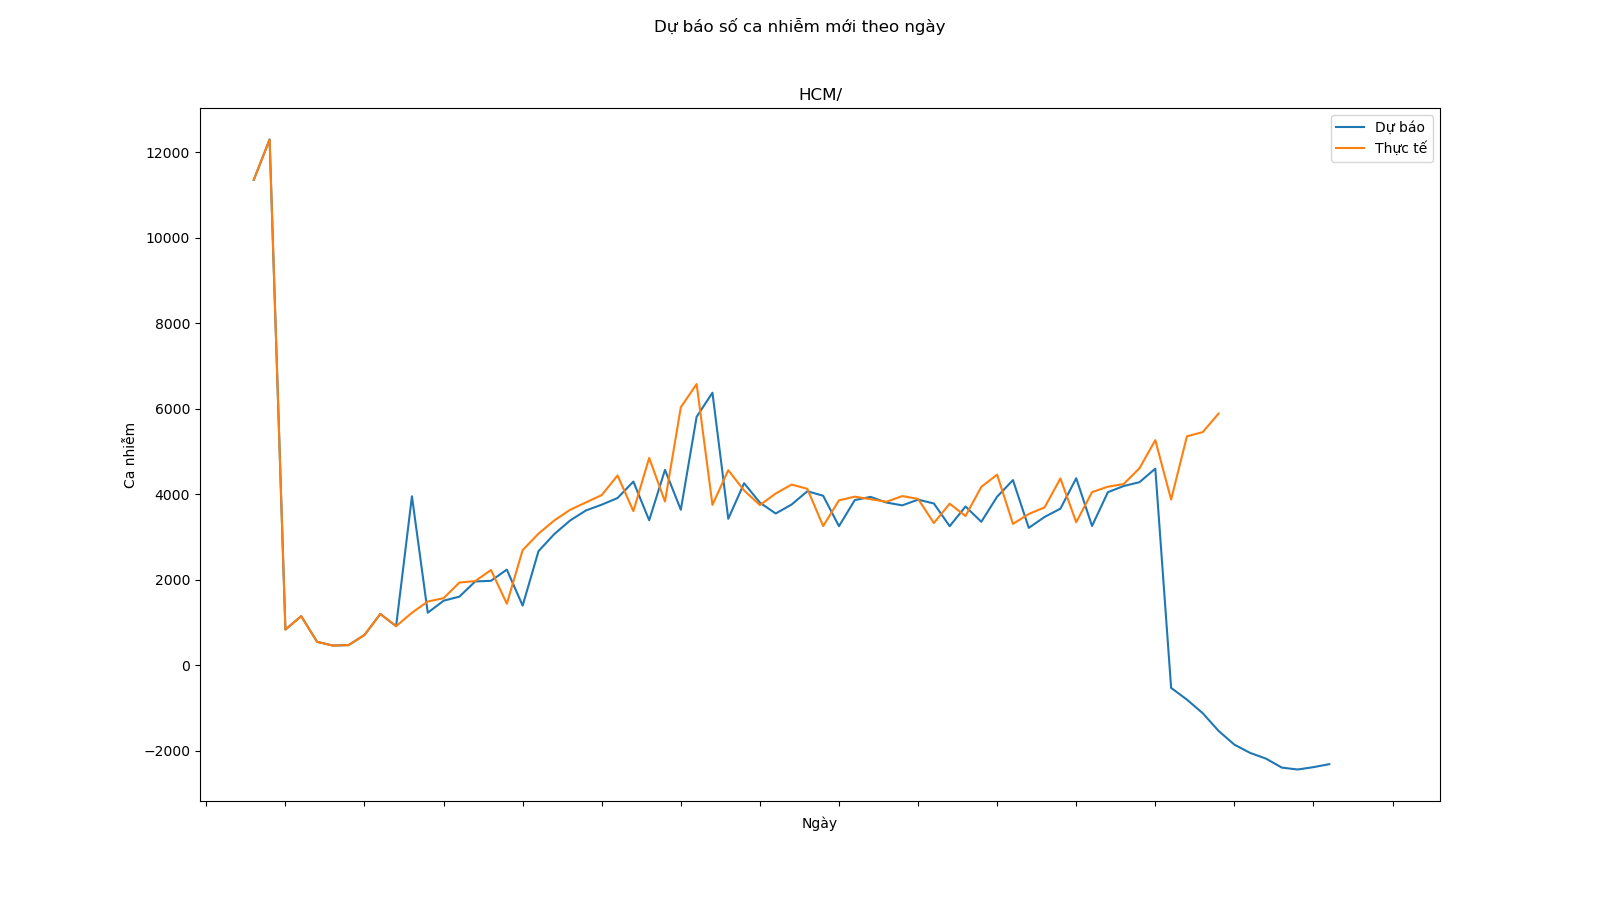 Dự báo số ca nhiễm mới theo ngày
HCM/
Dự báo
Thực tế
12000
10000
8000
6000
4000
2000
0
−2000
Ca nhiễm
Ngày